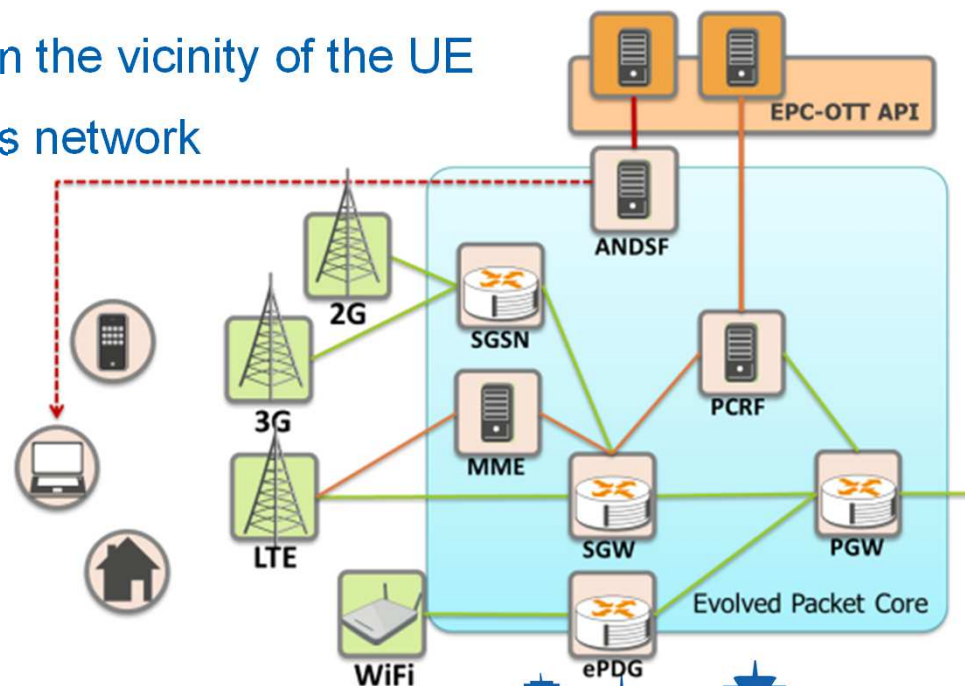 n the vicinity of the UE
s network
EPC-OTT API
ANDSF
2G
SGSN
3G
PCRF
MME
LTE
SGW
PGW
Evolved Packet Core
WiFi
ePDG